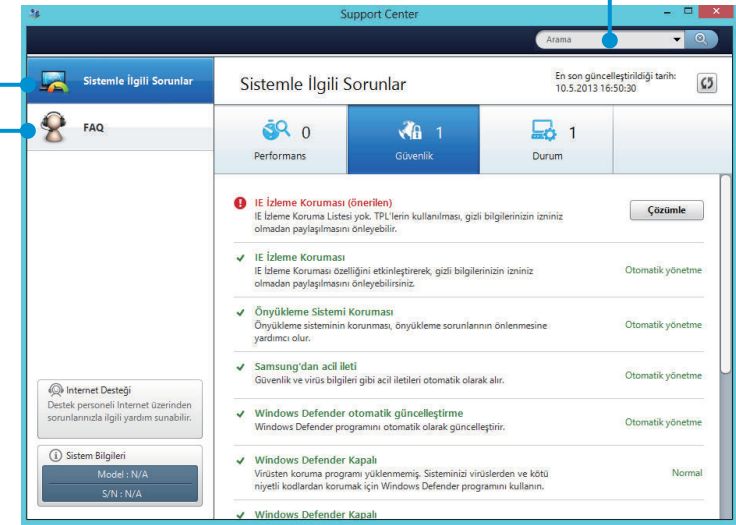 Support Center
Arama
Sistemle İlgili Sorunlar
FAQ
Sistemle İlgili Sorunlar
En son güncelleştirildiği tarih:
10.5.2013 16:50:30
0
Performans
1
Güvenlik
1
Durum
IE İzleme Koruması (önerilen)
IE İzleme Koruma Listesi yok. TPL'lerin kullanılması, gizli bilgilerinizin izniniz
olmadan paylaşılmasını önleyebilir.
Çözümle
IE İzleme Koruması
IE İzleme Koruması özelliğini etkinleştirerek, gizli bilgilerinizin izniniz
olmadan paylaşılmasını önleyebilirsiniz.
Otomatik yönetme
Önyükleme Sistemi
Koruması
Önyükleme sisteminin korunması, önyükleme sorunlarının önlenmesine
yardımcı olur.
Otomatik yönetme
Samsung'dan acil ileti
Güvenlik ve virüs bilgileri gibi acil iletileri otomatik olarak alır.
Otomatik yönetme
Windows Defender otomatik güncelleştirme
Windows Defender programını otomatik olarak güncelleştirir.
Otomatik yönetme
Windows Defender Kapalı
Virüsten koruma programı yüklenmemiş. Sisteminizi virüslerden ve kötü
niyetli kodlardan korumak için Windows Defender programını kullanın.
Normal
Windows Defender Kapalı
Internet Desteği
Destek personeli Internet üzerinden
sorunlarınızla ilgili yardım sunabilir.
Sistem Bilgileri
Model : N/A
S/N : N/A